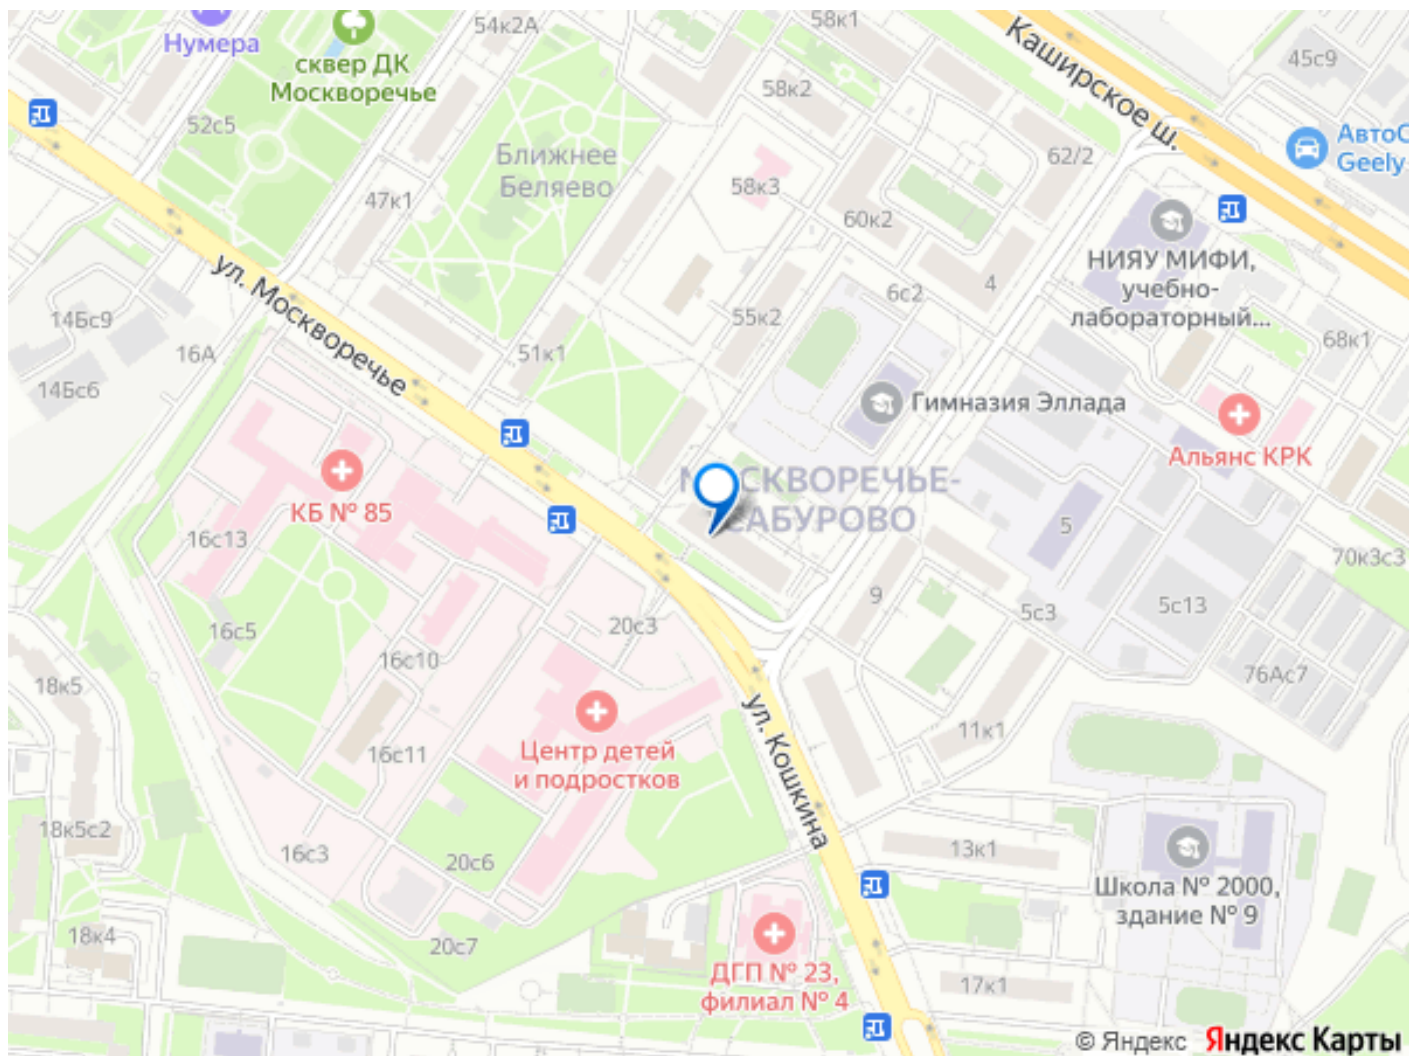 54к2А
58к1
Нумера
сквер ДК
Москворечье
Каширское ш.
45с9
58к2
52с5
АвтоС
Geely
Ближнее
Беляево
62/2
58к3
47к1
60к2
НИЯУ МИФИ,
учебно-
лабораторный...
ул. Москворечье
4
6с2
14Бс9
55к2
68к1
16А
51к1
14Бс6
Гимназия Эллада
Альянс КРК
СКВОРЕЧЬЕ-
АБУРОВО
КБ № 85
16с13
5
70к3с3
9
5с3
5с13
16с5
20с3
16с10
18к5
76Ас7
ул. Кошкина
11к1
16с11
Центр детей
и подростков
18к5с2
16с3
20с6
13к1
Школа № 2000,
здание № 9
18к4
20с7
ДГП № 23,
филиал № 4
17к1
© Яндекс Яндекс Карты